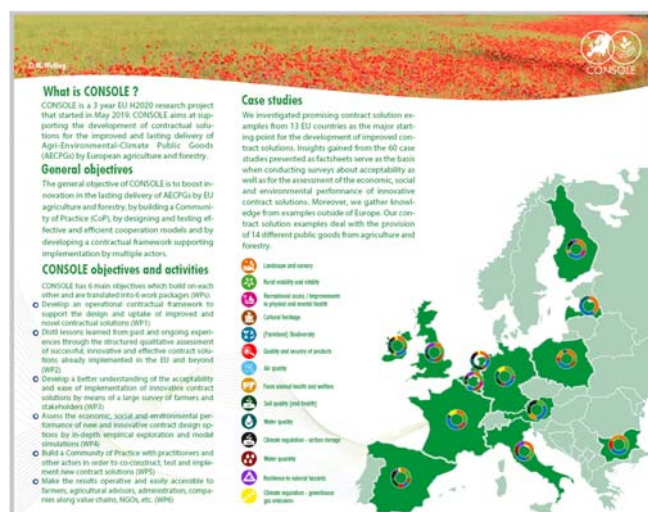 CONSOLE
What is CONSOLE ?
CONSOLE is a 3 year EU H2020 research project
that started in May 2019. CONSOLE aims at sup-
porting the development of contractual solu-
tions for the improved and lasting delivery of
Agri-Environmental-Climate Public Goods
(AECPGs) by European agriculture and forestry.
General objectives
The general objective of CONSOLE is to boost in-
novation in the lasting delivery of AECPGs by EU
agriculture and forestry, by building a Communi-
ty of Practice (CoP), by designing and testing ef-
fective and efficient cooperation models and by
developing a contractual framework supporting
implementation by multiple actors.
CONSOLE objectives and activities
CONSOLE has 6 main objectives which build on each
other and are translated into 6 work packages (WPs):
Develop an operational contractual framework to
support the design and uptake of improved and
novel contractual solutions (WP1)
Distil lessons learned from past and ongoing experi-
ences through the structured qualitative assessment
of successful, innovative and effective contract solu-
tions already implemented in the EU and beyond
(WP2)
Develop a better understanding of the acceptability
and ease of implementation of innovative contract
solutions by means of a large survey of farmers and
stakeholders (WP3)
Assess the economic, social and environmental per-
formance of new and innovative contract design op-
tions by in-depth empirical exploration and model
simulations (WP4)
Build a Community of Practice with practitioners and
other actors in order to co-construct, test and imple-
ment new contract solutions (WP5)
Make the results operative and easily accessible to
farmers, agricultural advisors, administration, compa-
nies along value chains, NGOs, etc. (WP6)
Case studies
We investigated promising contract solution ex-
amples from 13 EU countries as the major start-
ing point for the development of improved con-
tract solutions. Insights gained from the 60 case
studies presented as factsheets serve as the basis
when conducting surveys about acceptability as
well as for the assessment of the economic, social
and environmental performance of innovative
contract solutions. Moreover, we gather knowl-
edge from examples outside of Europe. Our con-
tract solution examples deal with the provision
of 14 different public goods from agriculture and
forestry.
Landscape and scenery
Rural viability and vitality
Recreational access / Improvements
to physical and mental health
Cultural heritage
(Farmland) Biodiversity
Quality and security of products
Air quality
Farm animal health and welfare
Soil quality (and health)
Water quality
Climate regulation - carbon storage
Water quantity
Resilience to natural hazards
Climate regulation - greenhouse
gas emissions